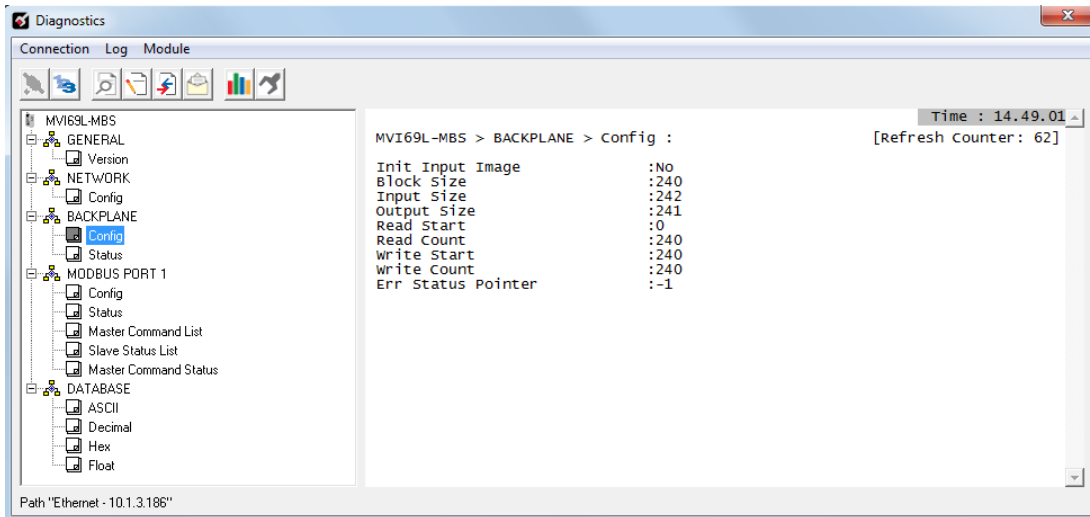 Diagnostics
Connection Log Module
MVI69L-MBS
GENERAL
Version
NETWORK
Config
BACKPLANE
Config
Status
MODBUS PORT 1
Config
Status
Master Command List
Slave Status List
Master Command Status
DATABASE
ASCII
Decimal
Hex
Float
Time : 14.49.01
MVI69L-MBS > BACKPLANE > Config : [Refresh Counter: 62]
Init Input Image :No
Block Size :240
Input Size :242
Output Size :241
Read Start :0
Read Count :240
Write Start :240
Write Count :240
Err Status Pointer :-1
Path "Ethernet - 10.1.3.186"